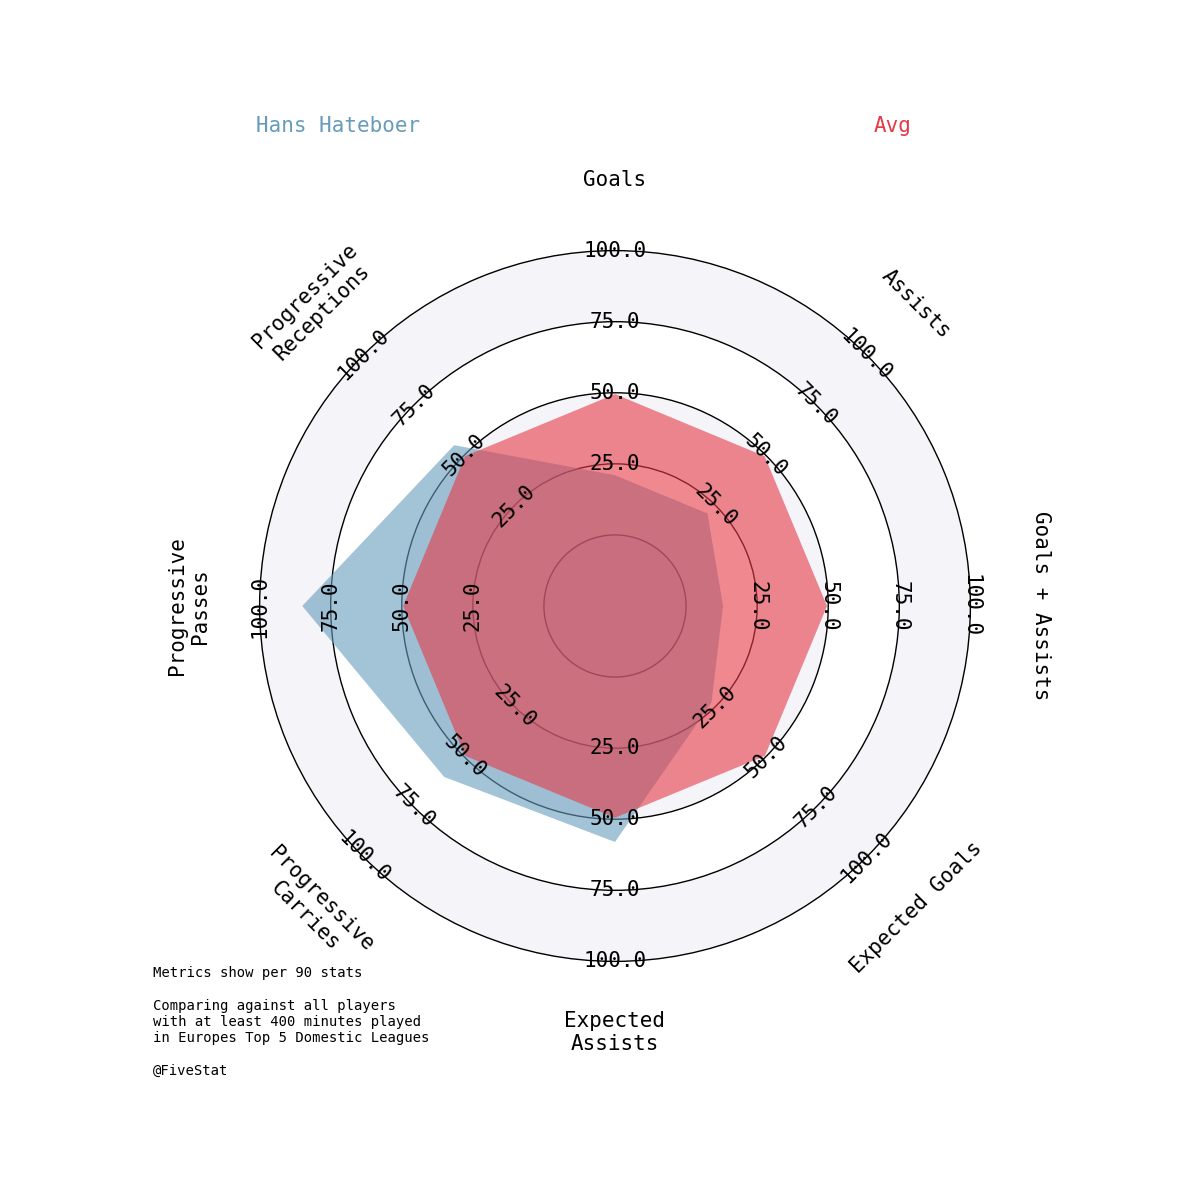 Hans Hateboer
Avg
Goals
Assists
Goals + Assists
Expected Goals
Expected
Assists
Progressive
Carries
Progressive
Passes
Progressive
Receptions
25.0
50.0
75.0
100.0
25.0
50.0
75.0
100.0
25.0
50.0
75.0
100.0
25.0
50.0
75.0
100.0
25.0
50.0
75.0
100.0
25.0
50.0
75.0
100.0
25.0
50.0
75.0
100.0
25.0
50.0
75.0
100.0
Metrics show per 90 stats
Comparing against all players
with at least 400 minutes played
in Europes Top 5 Domestic Leagues
@FiveStat